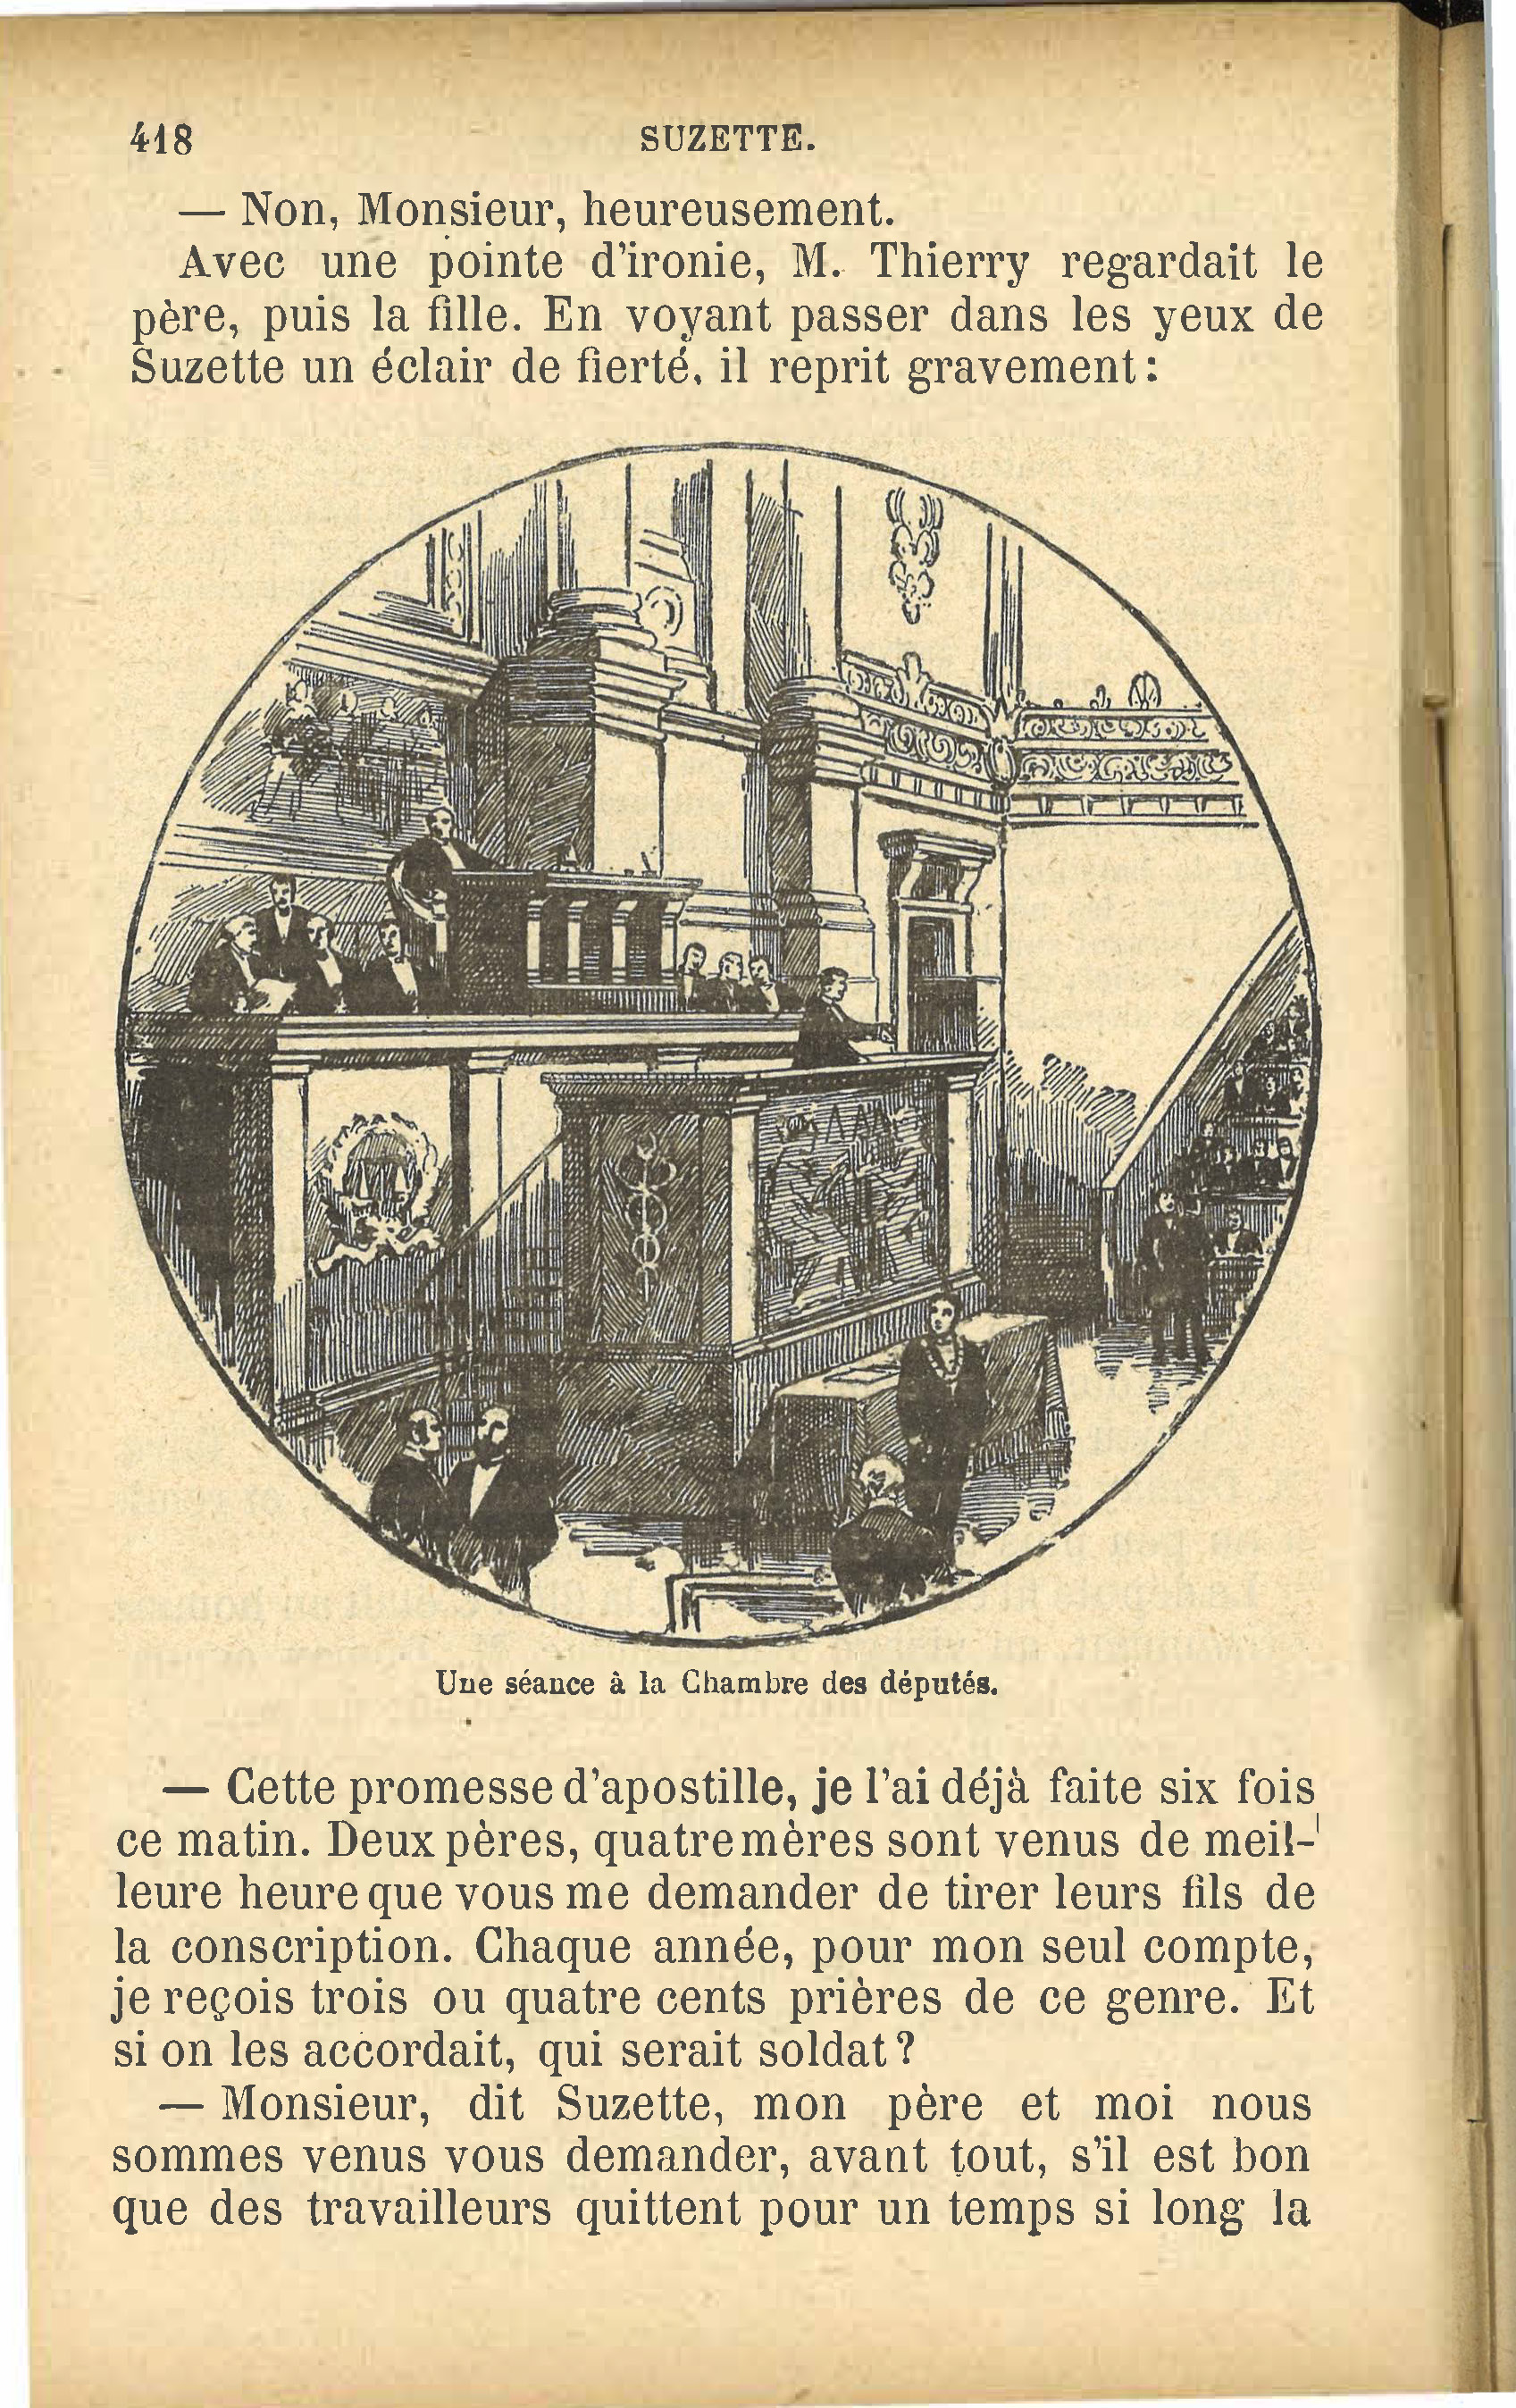 418
SUZETTE.
— Non, Monsieur, heureusement.
Avec une pointe d'ironie, M. Thierry regardait le
père, puis la fille. En voyant passer dans les yeux de
Suzette un éclair de fierté, il reprit gravement :
Une séance à la Chambre des députés.
— Cette promesse d'apostille, je l'ai déjà faite six fois
ce matin. Deux pères, quatre mères sont venus de meil-
leure heure que vous me demander de tirer leurs fils de
la conscription. Chaque année, pour mon seul compte,
je reçois trois ou quatre cents prières de ce genre. Et
si on les accordait, qui serait soldat ?
— Monsieur, dit Suzette, mon père et moi nous
sommes venus vous demander, avant tout, s'il est bon
que des travailleurs quittent pour un temps si long la